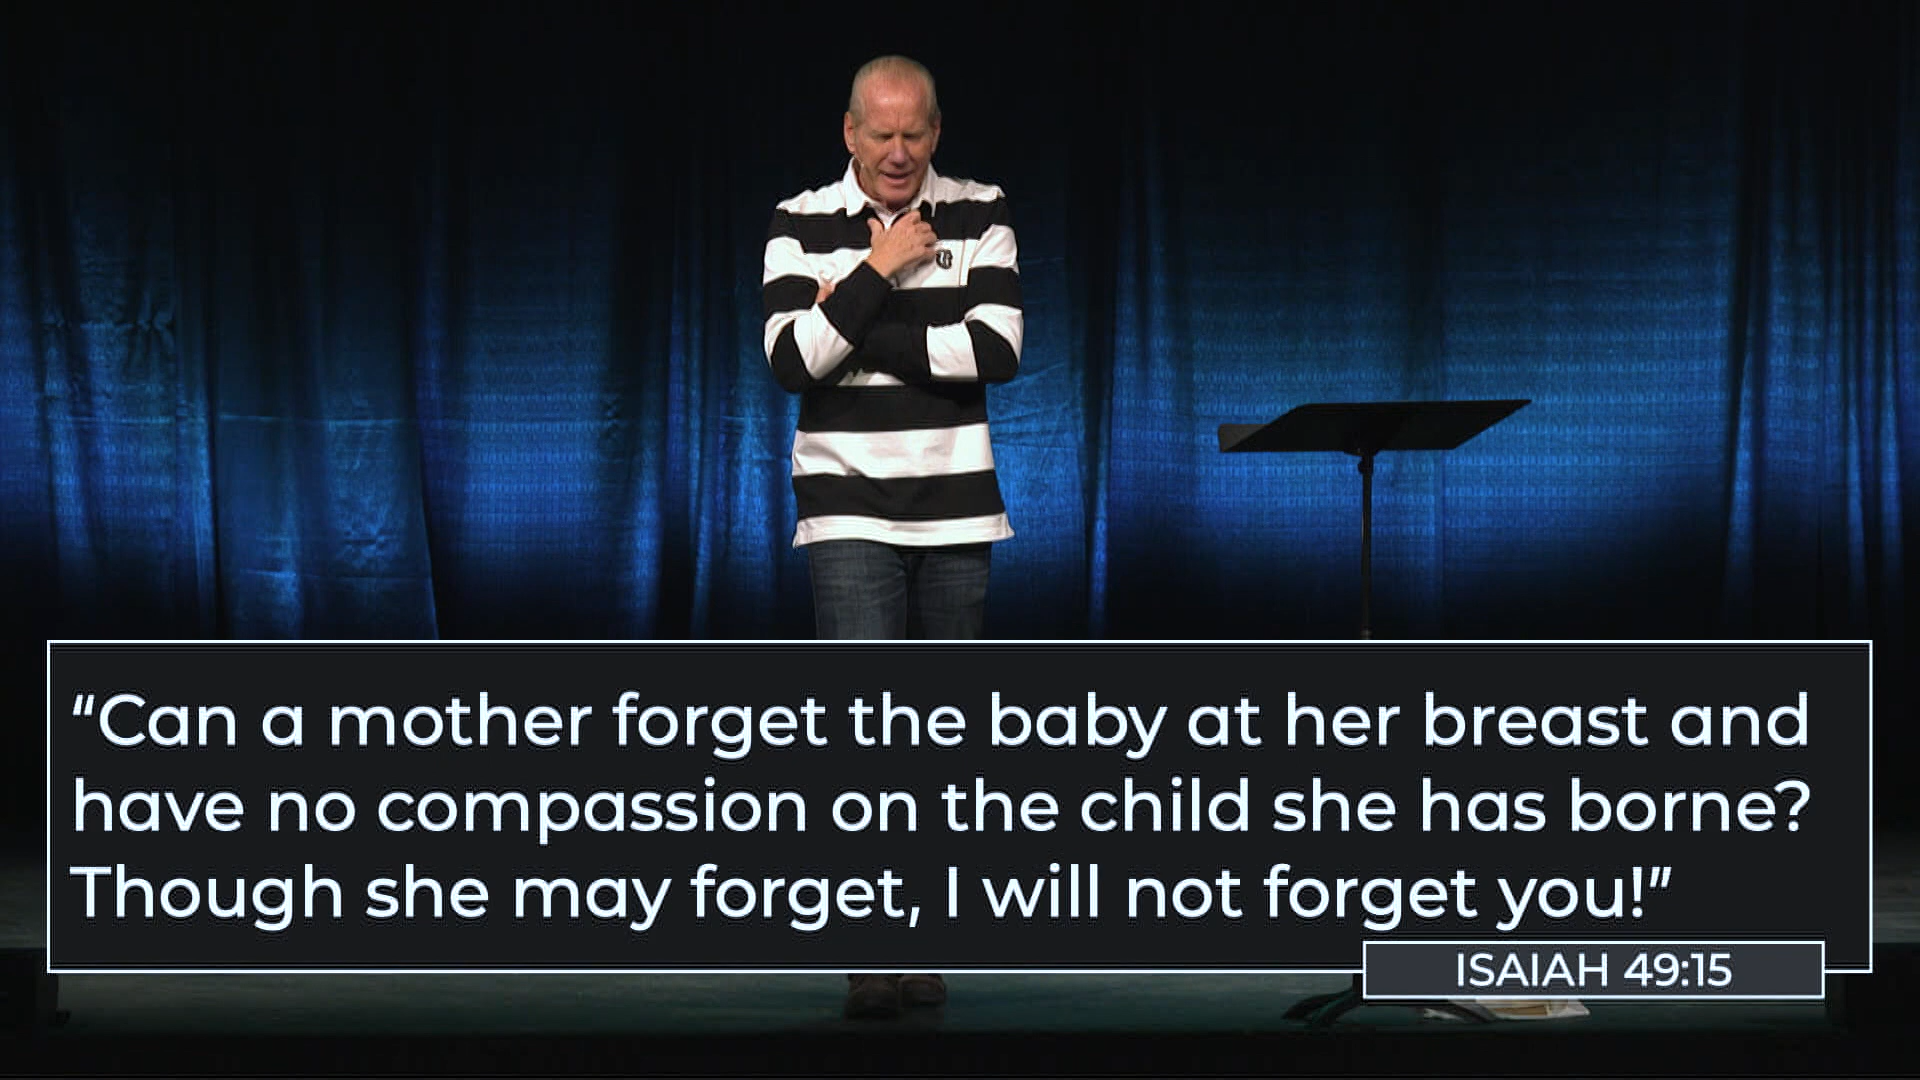 “Can a mother forget the baby at her breast and
have no compassion on the child she has borne?
Though she may forget, I will not forget you!”
ISAIAH 49:15